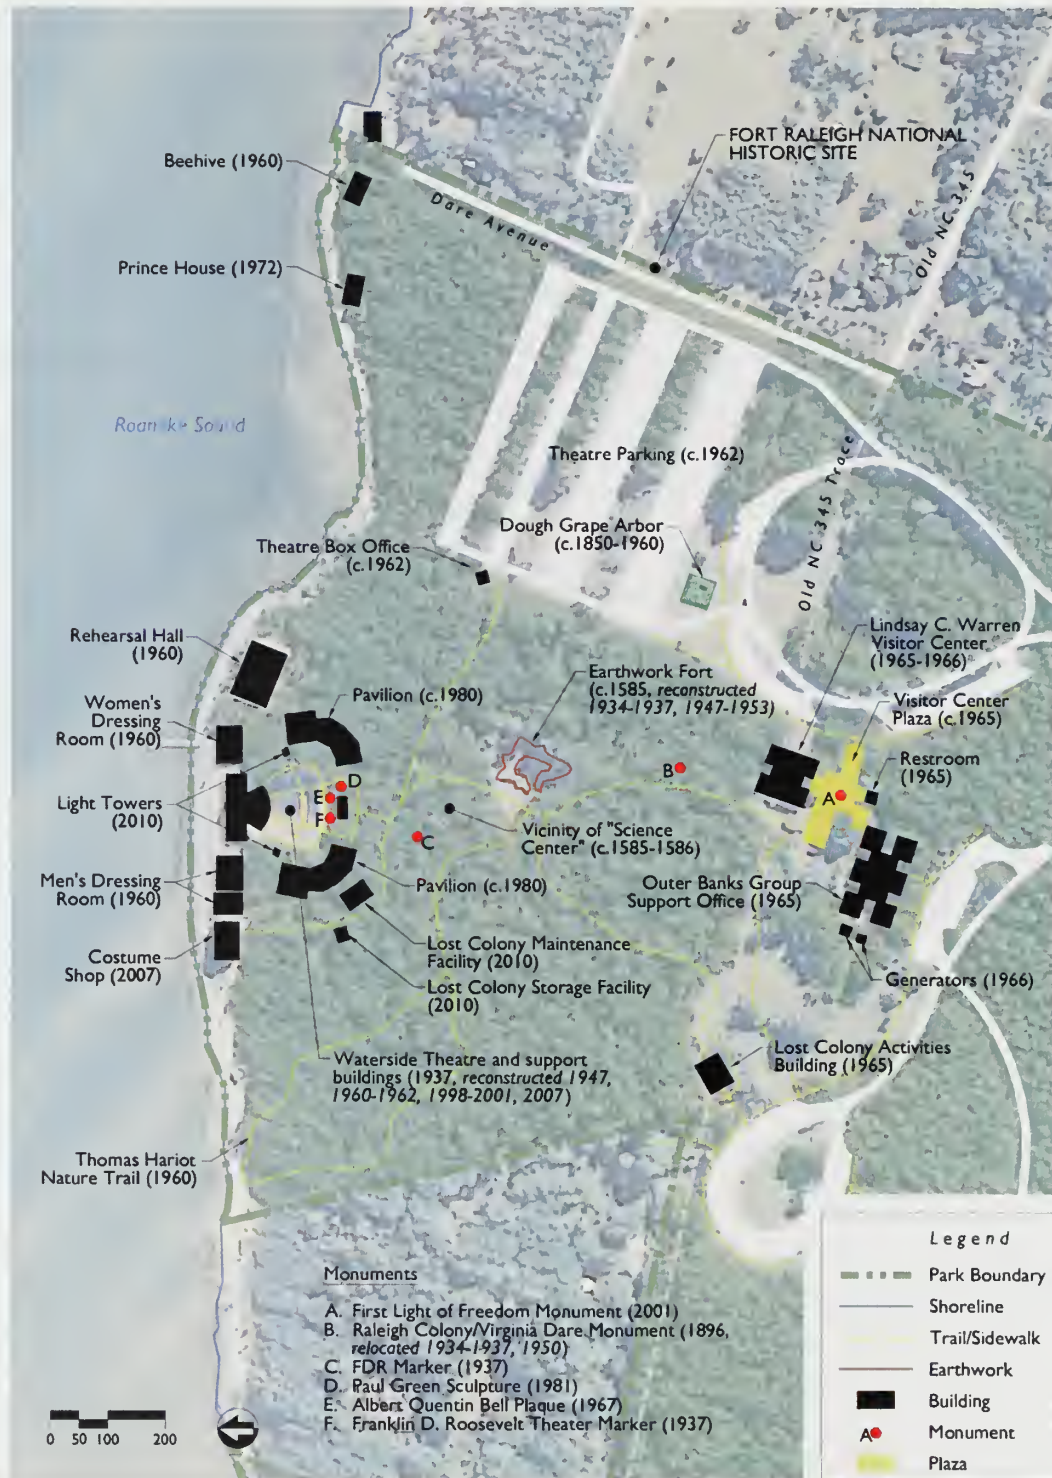 FORT RALEIGH NATIONAL
HISTORIC SITE
Beehive (1960)
Dare Avenue
Old NC 345
Prince House (1972)
Roanoke Sound
Theatre Parking (c.1962)
Old NC 345 Trace
Dough Grape Arbor
(c.1850-1960)
Theatre Box Office
(c.1962)
Lindsay C. Warren
Visitor Center
(1965-1966)
Rehearsal Hall
(1960)
Earthwork Fort
(c.1585, reconstructed
1934-1937, 1947-1953)
Pavilion (c.1980)
Visitor Center
Plaza (c.1965)
Women's
Dressing
Room (1960)
Restroom
(1965)
B
D
A
E
Light Towers
(2010)
F
Vicinity of "Science
Center" (c.1585-1586)
C
Men's Dressing
Room (1960)
Pavilion (c.1980)
Outer Banks Group
Support Office (1965)
Costume
Shop (2007)
Lost Colony Maintenance
Facility (2010)
Generators (1966)
Lost Colony Storage Facility
(2010)
Lost Colony Activities
Building (1965)
Waterside Theatre and support
buildings (1937, reconstructed 1947,
1960-1962, 1998-2001, 2007)
Thomas Hariot
Nature Trail (1960)
Monuments
A. First Light of Freedom Monument (2001)
B. Raleigh Colony/Virginia Dare Monument (1896,
relocated 1934-1937, 1950)
C. FDR Marker (1937)
D. Paul Green Sculpture (1981)
E. Albert Quentin Bell Plaque (1967)
F. Franklin D. Roosevelt Theater Marker (1937)
0 50 100 200
Legend
Park Boundary
Shoreline
Trail/Sidewalk
Earthwork
Building
A Monument
Plaza